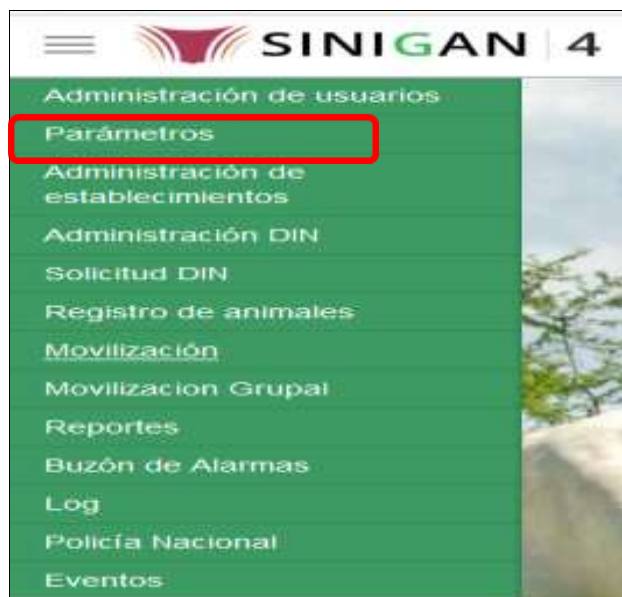 SINIGAN 4
Administración de usuarios
Parámetros
Administración de
establecimientos
Administración DIN
Solicitud DIN
Registro de animales
Movilización
Movilizacion Grupal
Reportes
Buzón de Alarmas
Log
Policía Nacional
Eventos